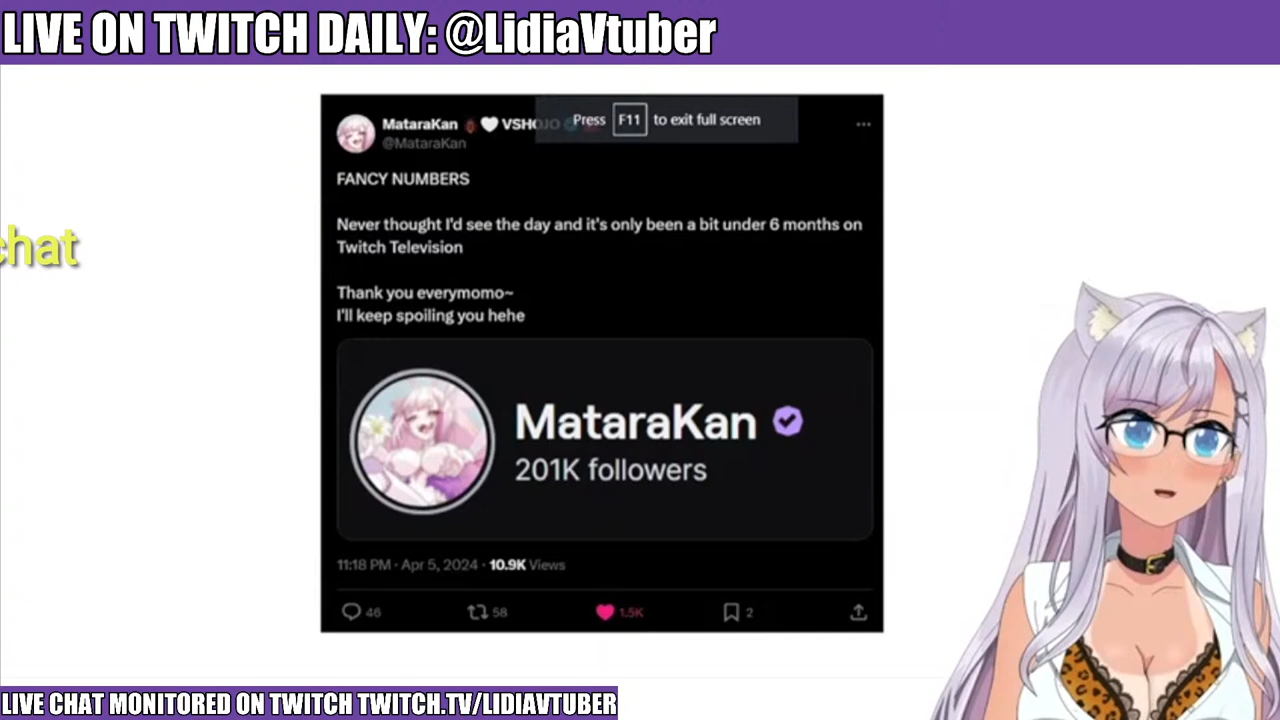 LIVE ON TWITCH DAILY: @LidiaVtuber
MataraKan VSHOJO
Press F11 to exit full screen
@MataraKan
FANCY NUMBERS
Never thought I'd see the day and it's only been a bit under 6 months on
Twitch Television
Thank you everymomo~
I'll keep spoiling you hehe
chat
MataraKan
201K followers
11:18 PM · Apr 5, 2024 · 10.9K Views
46 58 1.5K 2
LIVE CHAT MONITORED ON TWITCH TWITCH.TV/LIDIAVTUBER